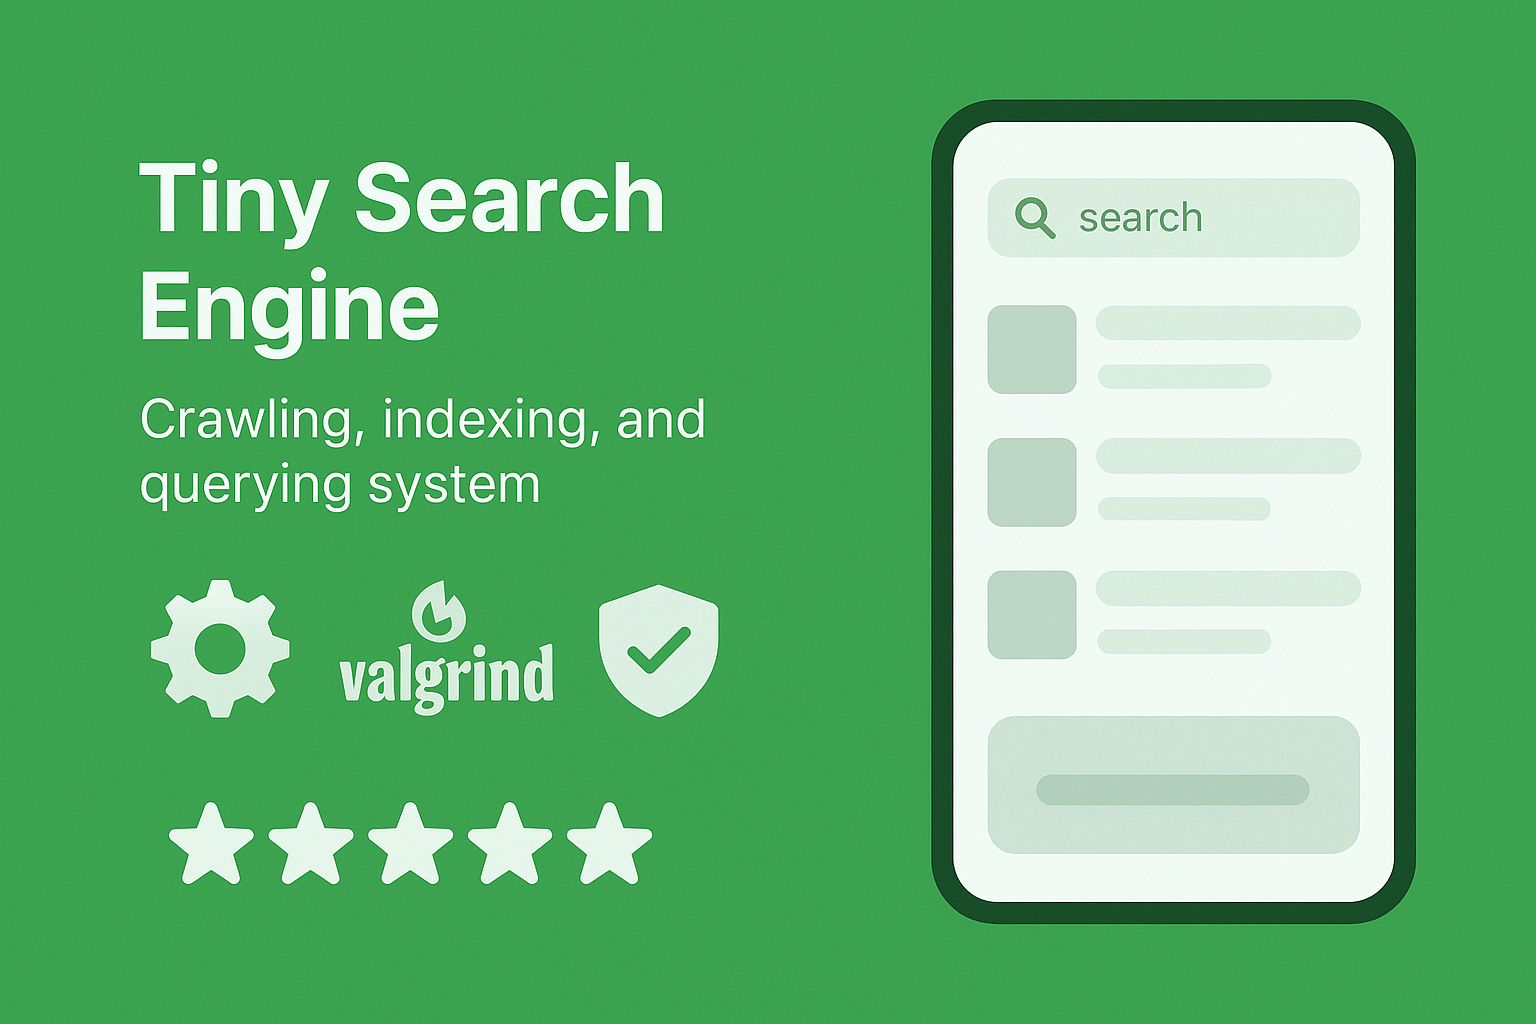 Tiny Search
Engine
Crawling, indexing, and
querying system
valgrind
search